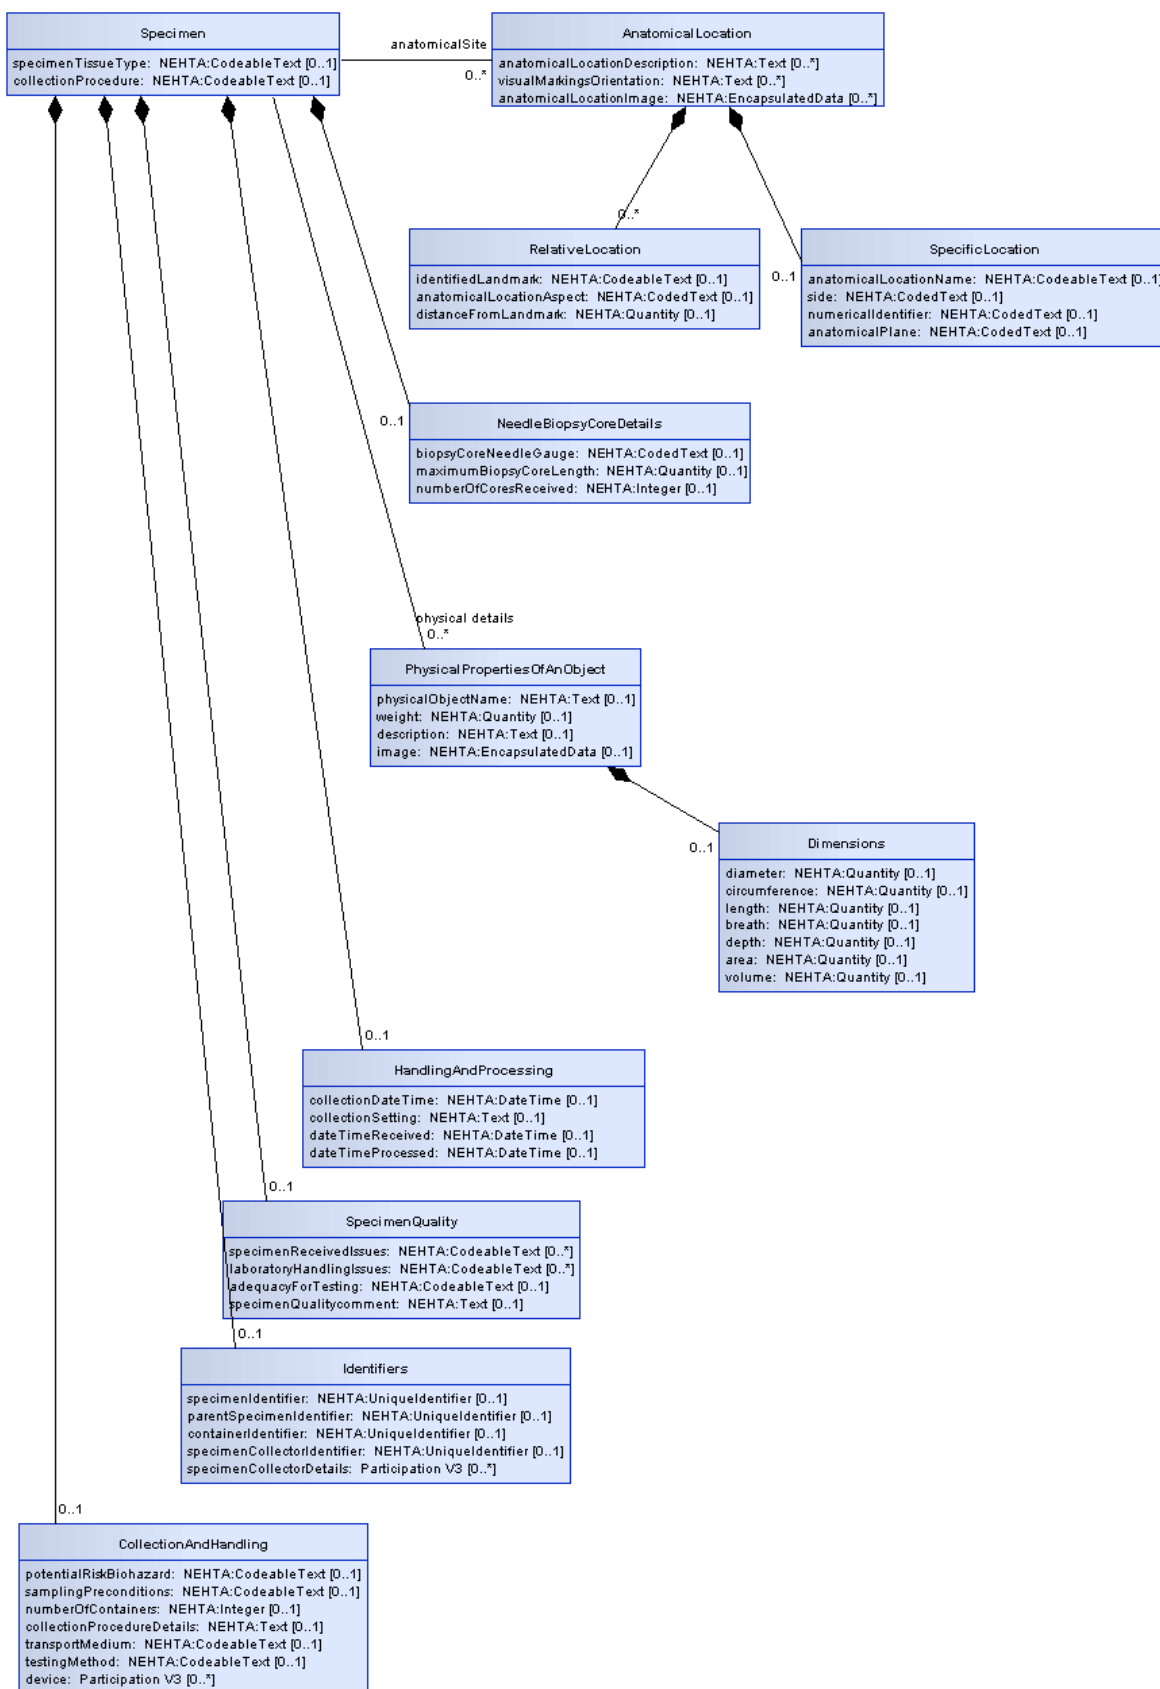 Specimen
specimenTissueType: NEHTA:CodeableText [0..1]
collectionProcedure: NEHTA:CodeableText [0..1]
anatomicalSite
0..*
AnatomicalLocation
anatomicalLocationDescription: NEHTA:Text [0..*]
visualMarkingsOrientation: NEHTA:Text [0..*]
anatomicalLocationImage: NEHTA:EncapsulatedData [0..*]
0..*
RelativeLocation
identifiedLandmark: NEHTA:CodeableText [0..1]
anatomicalLocationAspect: NEHTA:CodedText [0..1]
distanceFromLandmark: NEHTA:Quantity [0..1]
0..1
SpecificLocation
anatomicalLocationName: NEHTA:CodeableText [0..1]
side: NEHTA:CodedText [0..1]
numericalIdentifier: NEHTA:CodedText [0..1]
anatomicalPlane: NEHTA:CodedText [0..1]
0..1
NeedleBiopsyCoreDetails
biopsyCoreNeedleGauge: NEHTA:CodedText [0..1]
maximumBiopsyCoreLength: NEHTA:Quantity [0..1]
numberOfCoresReceived: NEHTA:Integer [0..1]
physical details
0..*
PhysicalPropertiesOfAnObject
physicalObjectName: NEHTA:Text [0..1]
weight: NEHTA:Quantity [0..1]
description: NEHTA:Text [0..1]
image: NEHTA:EncapsulatedData [0..1]
0..1
Dimensions
diameter: NEHTA:Quantity [0..1]
circumference: NEHTA:Quantity [0..1]
length: NEHTA:Quantity [0..1]
breath: NEHTA:Quantity [0..1]
depth: NEHTA:Quantity [0..1]
area: NEHTA:Quantity [0..1]
volume: NEHTA:Quantity [0..1]
0..1
HandlingAndProcessing
collectionDateTime: NEHTA:DateTime [0..1]
collectionSetting: NEHTA:Text [0..1]
dateTimeReceived: NEHTA:DateTime [0..1]
dateTimeProcessed: NEHTA:DateTime [0..1]
0..1
SpecimenQuality
specimenReceivedIssues: NEHTA:CodeableText [0..*]
laboratoryHandlingIssues: NEHTA:CodeableText [0..*]
adequacyForTesting: NEHTA:CodeableText [0..1]
specimenQualitycomment: NEHTA:Text [0..1]
0..1
Identifiers
specimenIdentifier: NEHTA:UniqueIdentifier [0..1]
parentSpecimenIdentifier: NEHTA:UniqueIdentifier [0..1]
containerIdentifier: NEHTA:UniqueIdentifier [0..1]
specimenCollectorIdentifier: NEHTA:UniqueIdentifier [0..1]
specimenCollectorDetails: Participation V3 [0..*]
0..1
CollectionAndHandling
potentialRiskBiohazard: NEHTA:CodeableText [0..1]
samplingPreconditions: NEHTA:CodeableText [0..1]
numberOfContainers: NEHTA:Integer [0..1]
collectionProcedureDetails: NEHTA:Text [0..1]
transportMedium: NEHTA:CodeableText [0..1]
testingMethod: NEHTA:CodeableText [0..1]
device: Participation V3 [0..*]